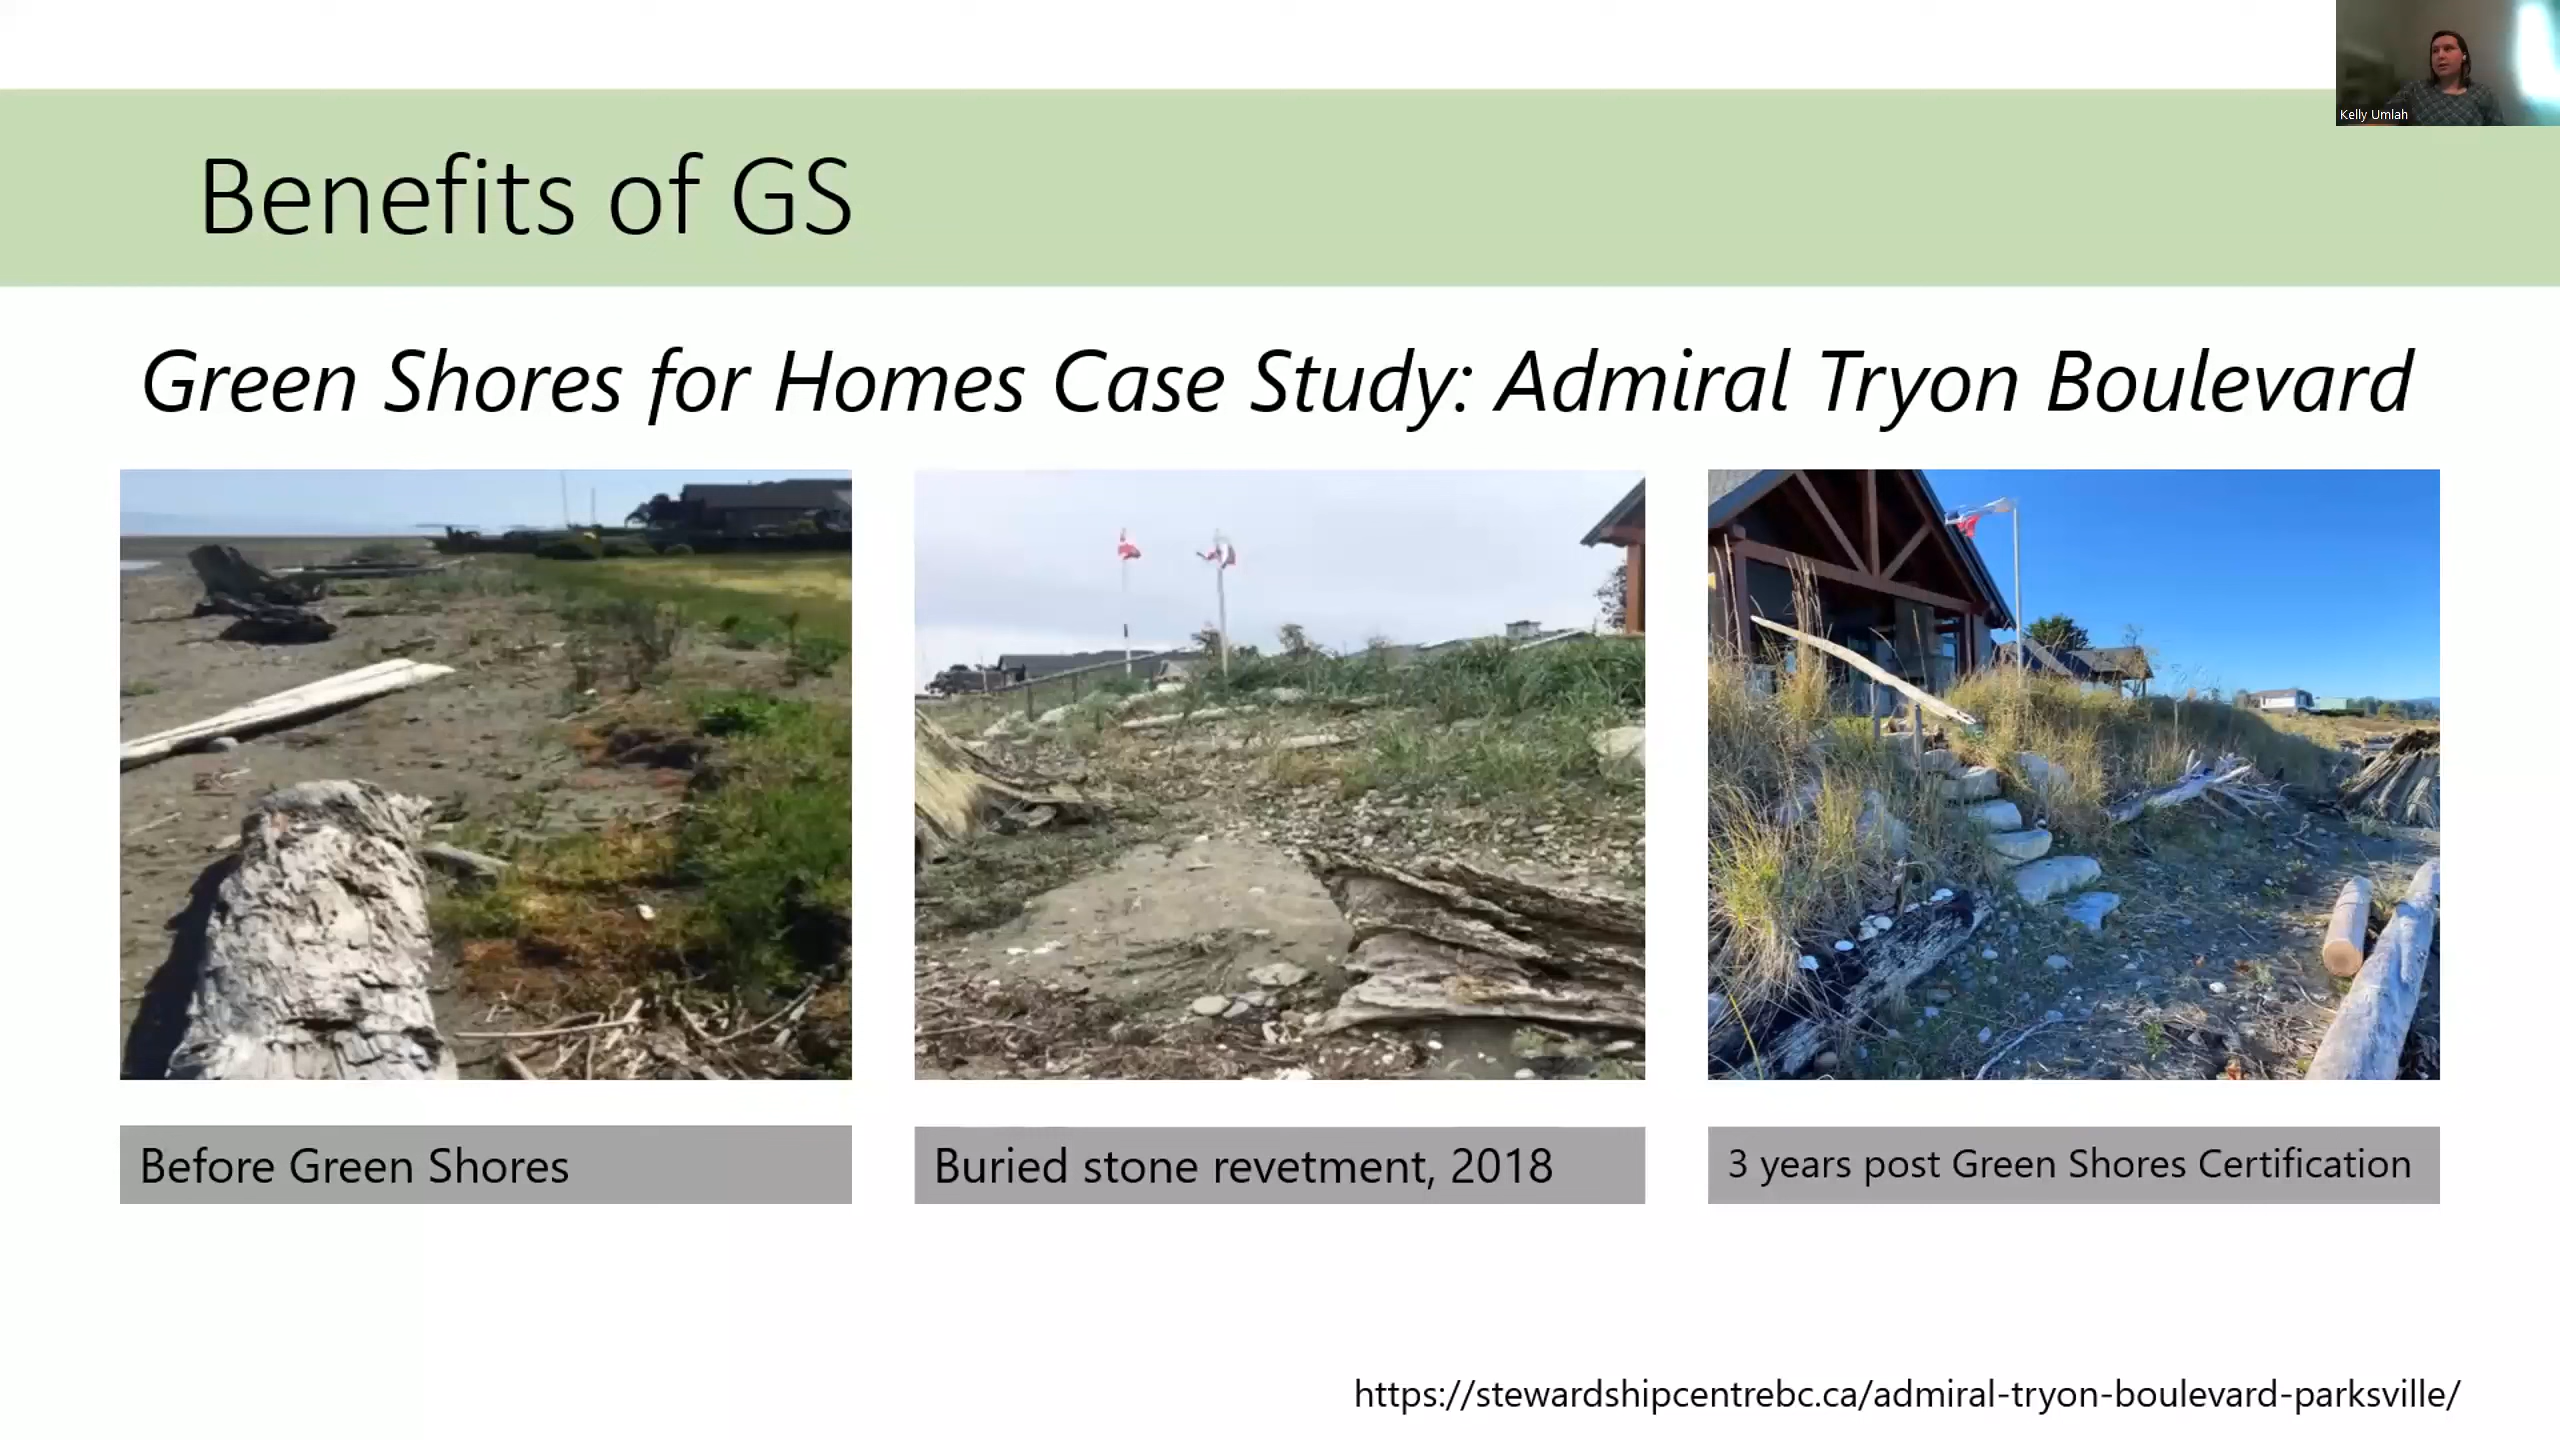 Kelly Umlah
Benefits of GS
Green Shores for Homes Case Study: Admiral Tryon Boulevard
Before Green Shores
Buried stone revetment, 2018
3 years post Green Shores Certification
https://stewardshipcentrebc.ca/admiral-tryon-boulevard-parksville/